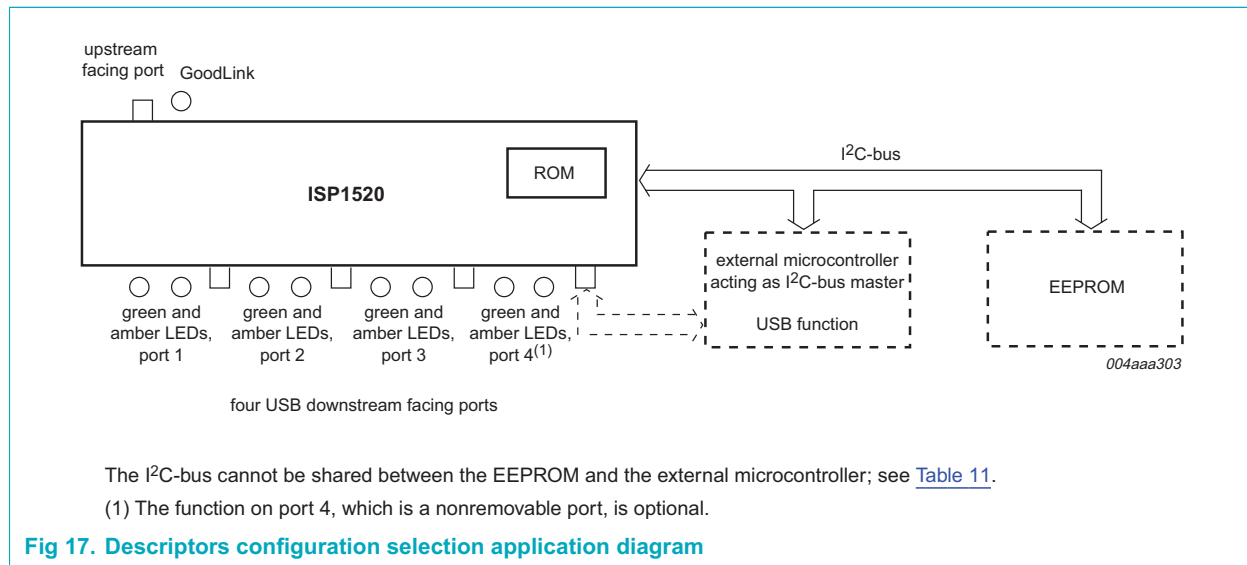 upstream
facing port
GoodLink
ISP1520
ROM
I²C-bus
external microcontroller
acting as I²C-bus master
USB function
EEPROM
green and
amber LEDs,
port 1
green and
amber LEDs,
port 2
green and
amber LEDs,
port 3
green and
amber LEDs,
port 4(1)
004aaa303
four USB downstream facing ports
The I²C-bus cannot be shared between the EEPROM and the external microcontroller; see Table 11.
(1) The function on port 4, which is a nonremovable port, is optional.
Fig 17. Descriptors configuration selection application diagram